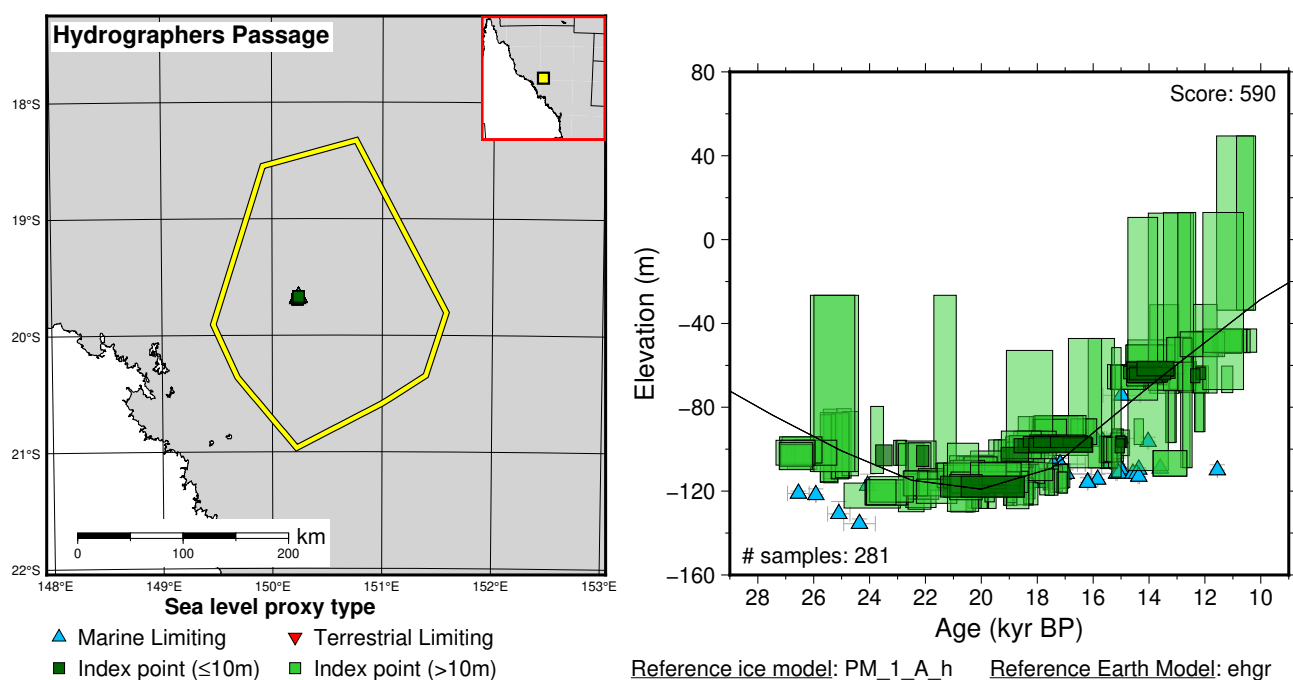 Hydrographers Passage
18°S
19°S
20°S
21°S
22°S
148°E
149°E
150°E
151°E
152°E
153°E
km
0
100
200
Sea level proxy type
Marine Limiting
Terrestrial Limiting
Index point (≤10m)
Index point (>10m)
Score: 590
80
40
0
−40
−80
−120
−160
Elevation (m)
# samples: 281
28 26 24 22 20 18 16 14 12 10
Age (kyr BP)
Reference ice model: PM_1_A_h Reference Earth Model: ehgr